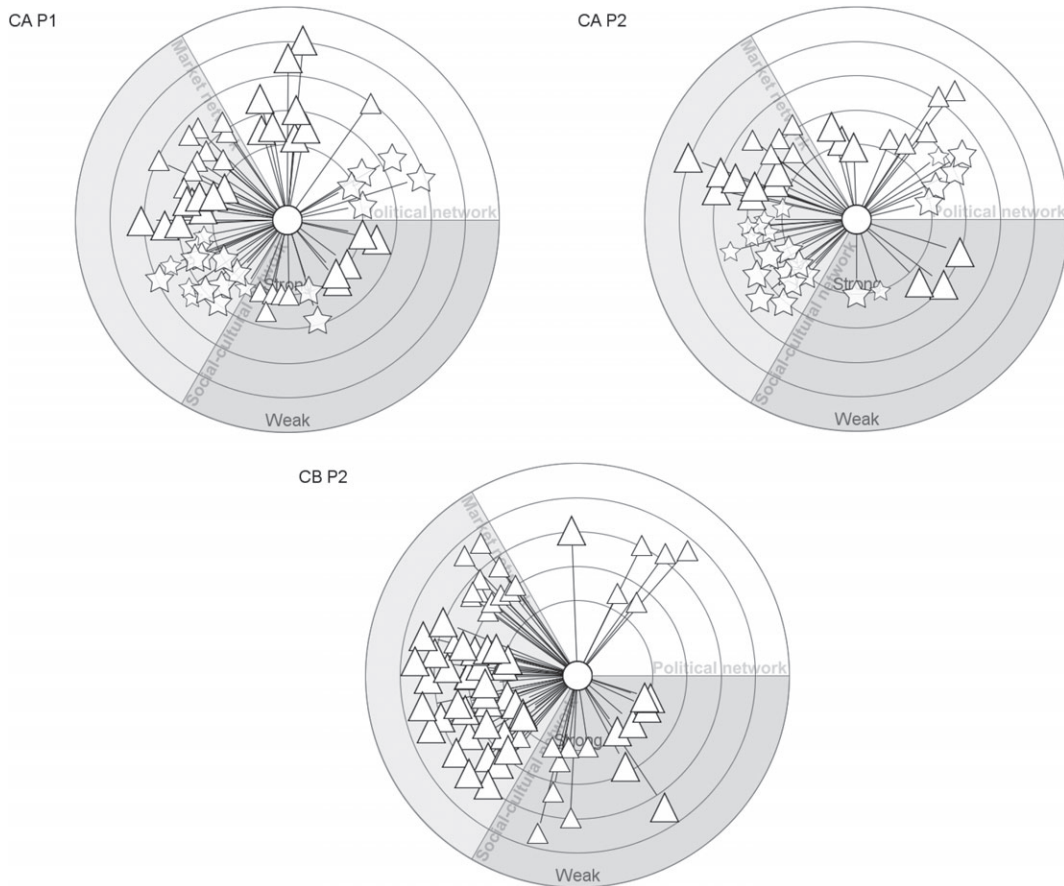 CA P1
CA P2
Market network
Market network
Political network
Political network
Strong
Strong
Social-cultural network
Social-cultural network
Weak
Weak
CB P2
Market network
Political network
Strong
Social-cultural network
Weak